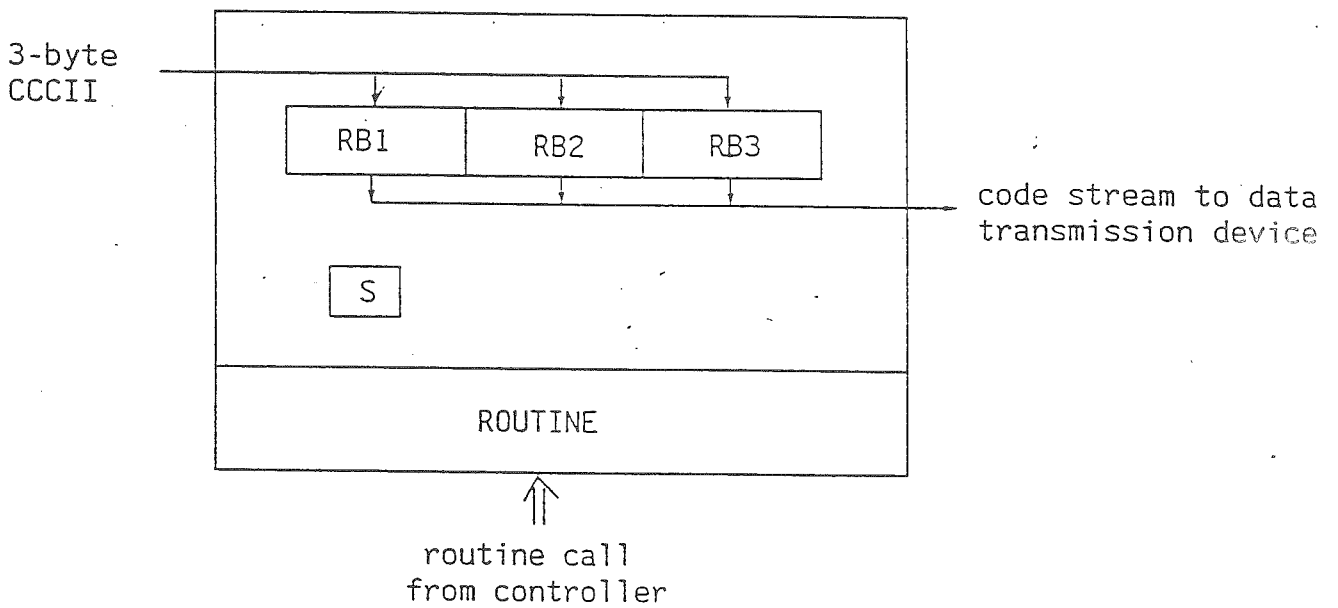 3-byte
CCCII
RB1
RB2
RB3
code stream to data
transmission device
S
ROUTINE
routine call
from controller